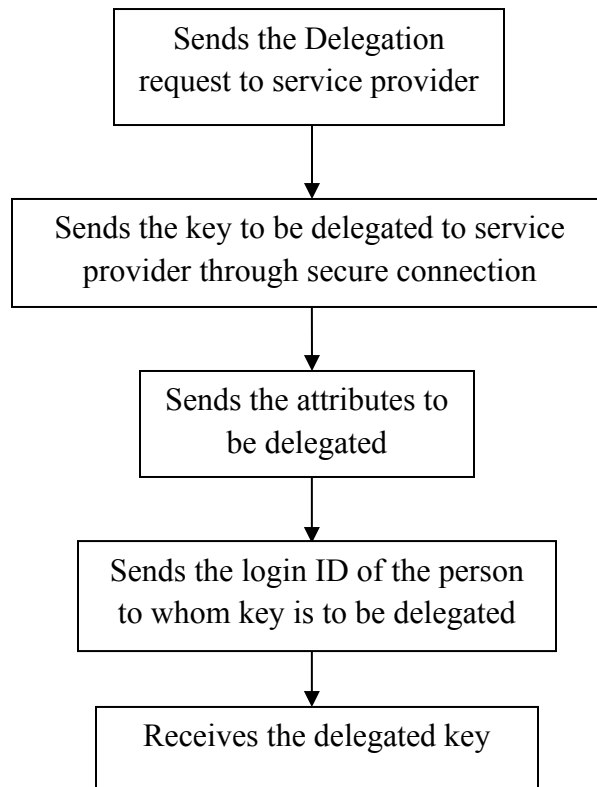 Sends the Delegation
request to service provider
Sends the key to be delegated to service
provider through secure connection
Sends the attributes to
be delegated
Sends the login ID of the person
to whom key is to be delegated
Receives the delegated key